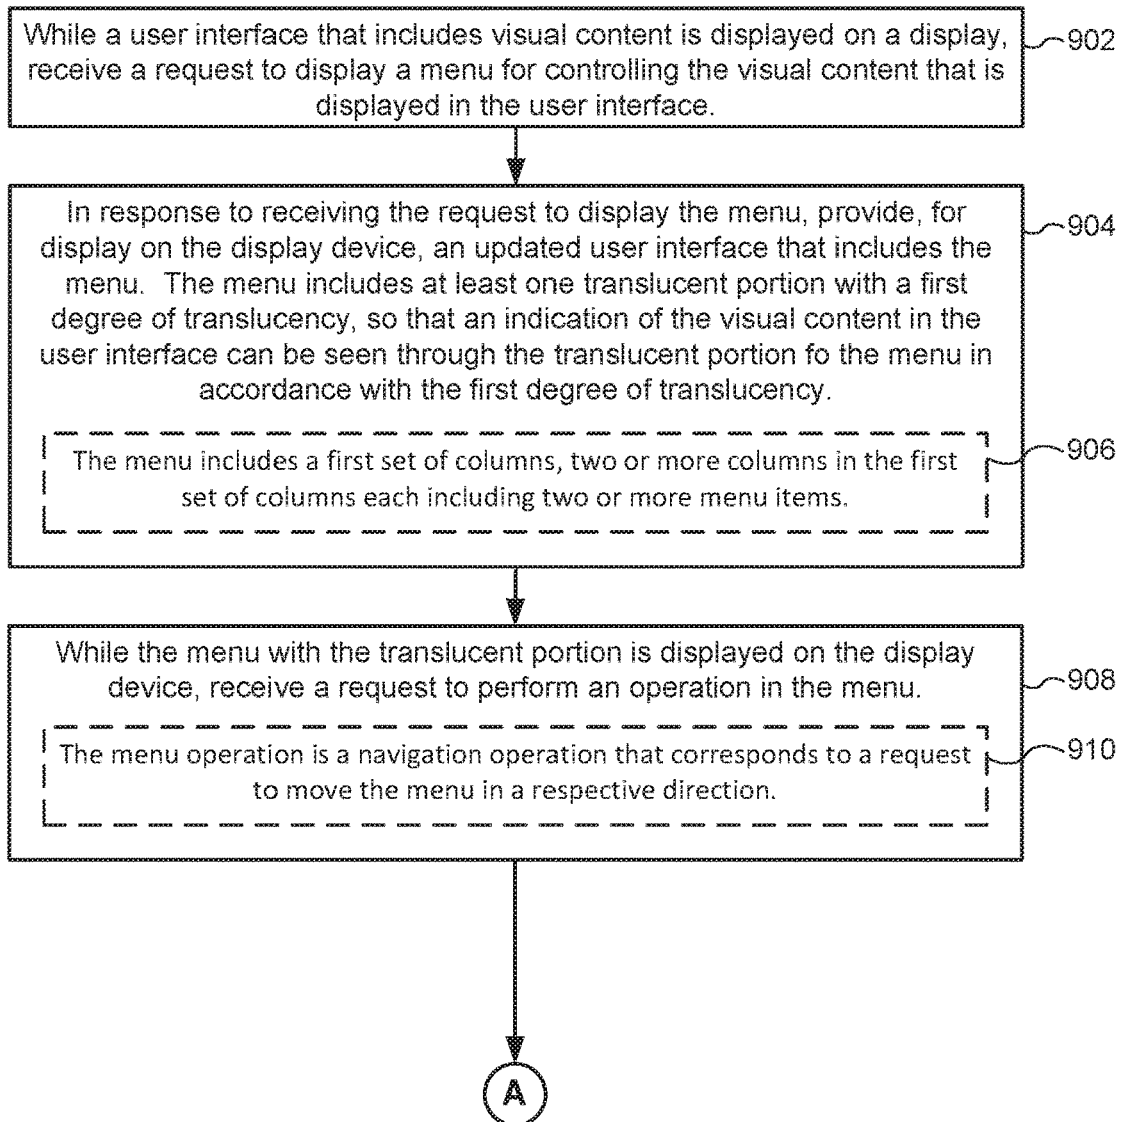 While a user interface that includes visual content is displayed on a display,
receive a request to display a menu for controlling the visual content that is
displayed in the user interface.
902
In response to receiving the request to display the menu, provide, for
display on the display device, an updated user interface that includes the
menu. The menu includes at least one translucent portion with a first
degree of translucency, so that an indication of the visual content in the
user interface can be seen through the translucent portion fo the menu in
accordance with the first degree of translucency.
904
The menu includes a first set of columns, two or more columns in the first
set of columns each including two or more menu items.
906
While the menu with the translucent portion is displayed on the display
device, receive a request to perform an operation in the menu.
908
The menu operation is a navigation operation that corresponds to a request
to move the menu in a respective direction.
910
A